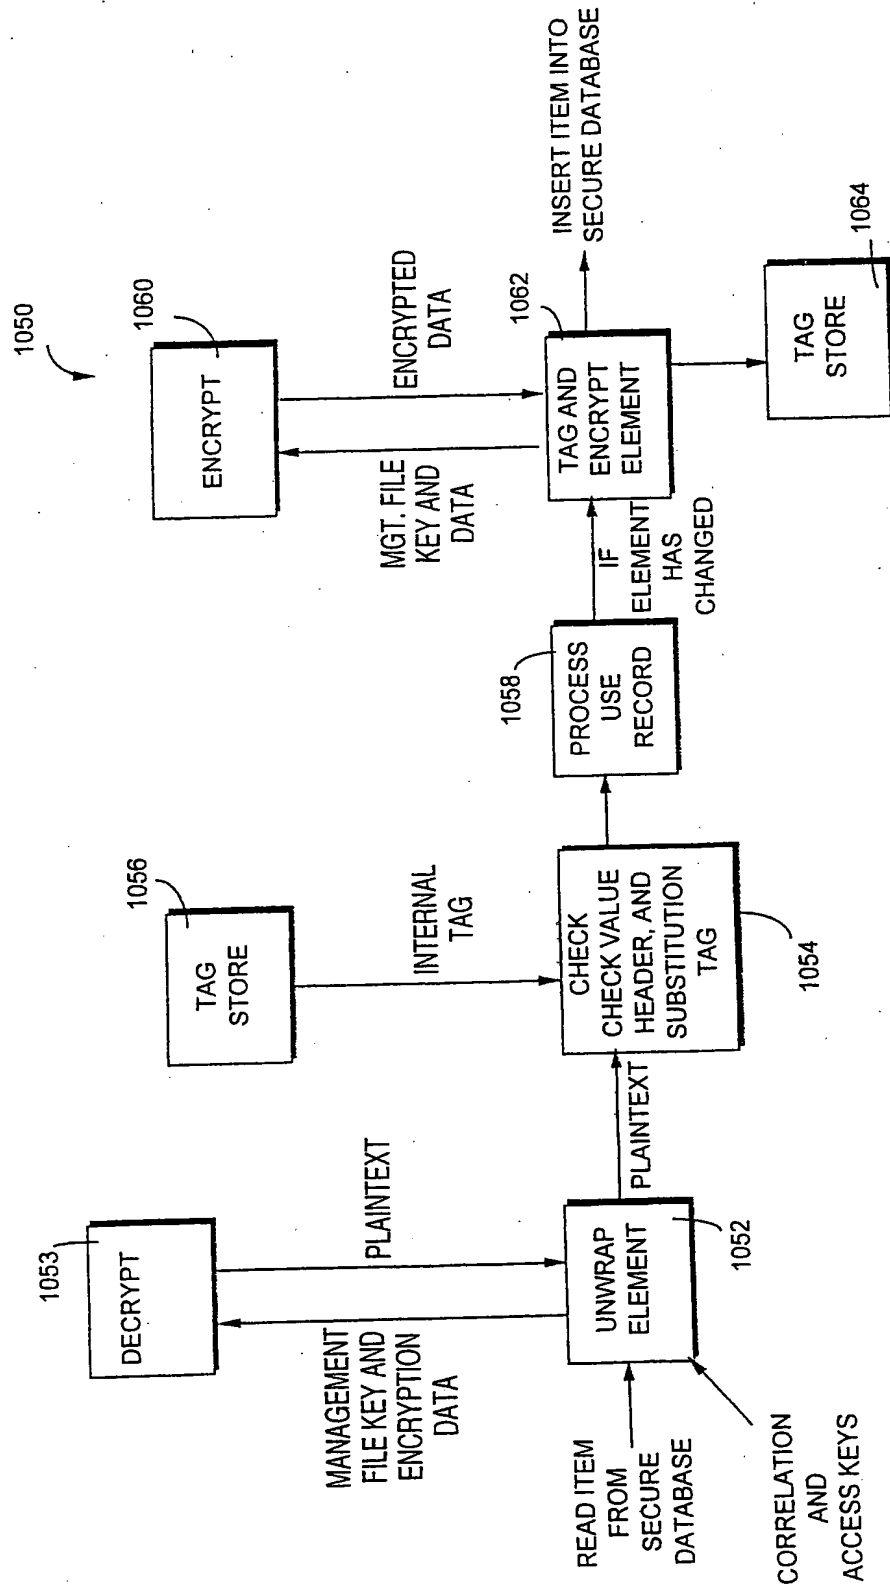 1050
1053
DECRYPT
MANAGEMENT
FILE KEY AND
ENCRYPTION
DATA
PLAINTEXT
READ ITEM
FROM
SECURE
DATABASE
CORRELATION
AND
ACCESS KEYS
UNWRAP
ELEMENT
1052
PLAINTEXT
1056
TAG
STORE
INTERNAL
TAG
CHECK
CHECK VALUE
HEADER, AND
SUBSTITUTION
TAG
1054
1058
PROCESS
USE
RECORD
IF
ELEMENT
HAS
CHANGED
1060
ENCRYPT
MGT. FILE
KEY AND
DATA
ENCRYPTED
DATA
1062
TAG AND
ENCRYPT
ELEMENT
INSERT ITEM INTO
SECURE DATABASE
TAG
STORE
1064